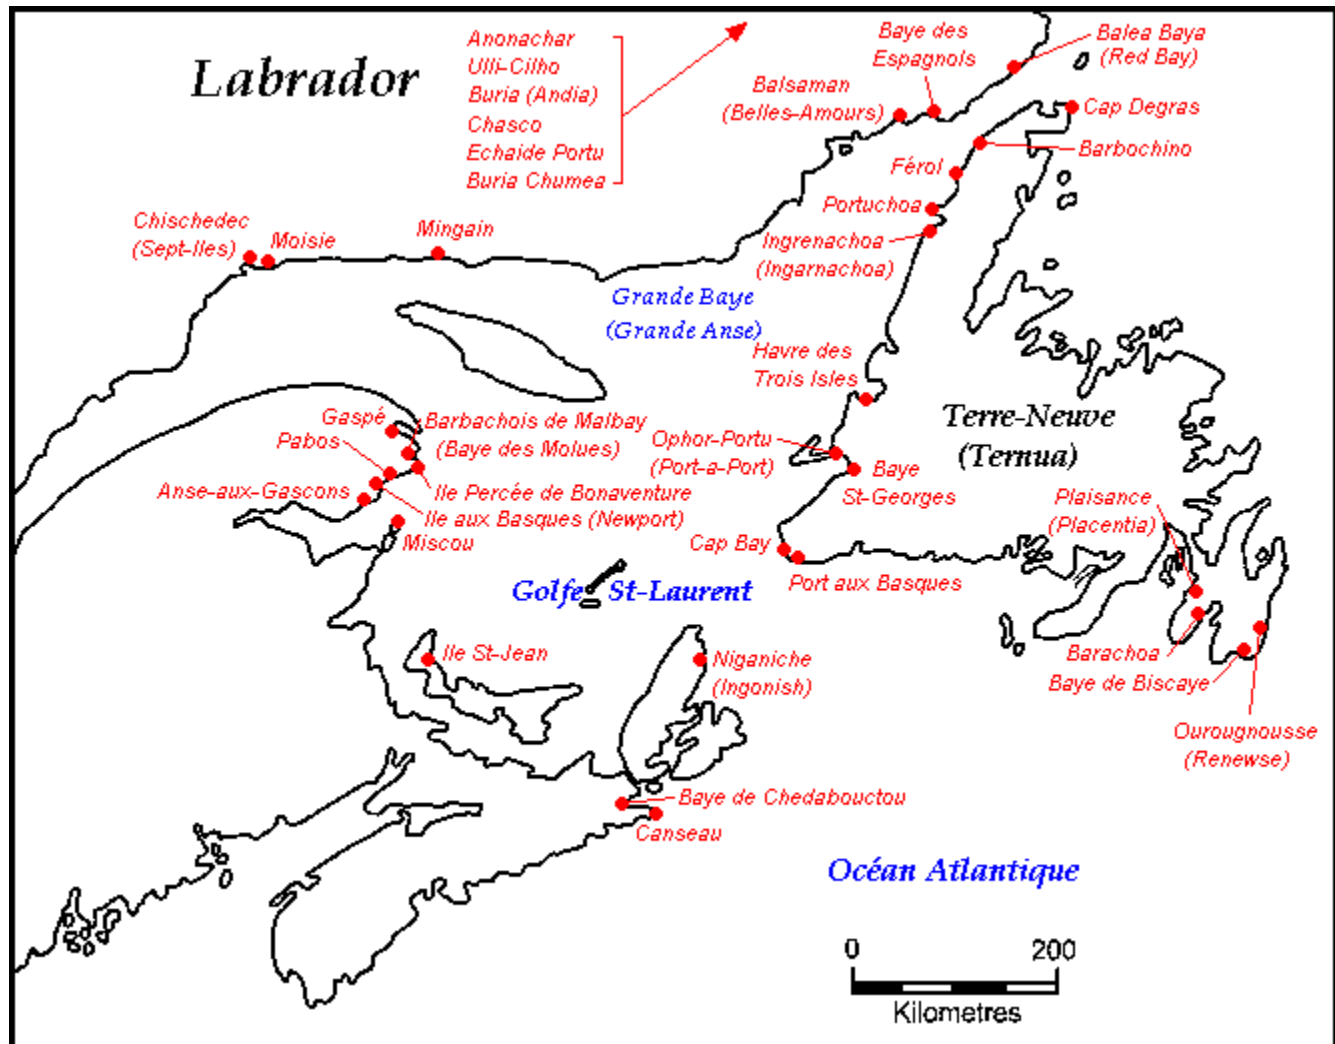 Labrador
Anonachar
Ulli-Cilho
Buria (Andia)
Chasco
Echaide Portu
Buria Chumea
Baye des
Espagnols
Balea Baya
(Red Bay)
Balsaman
(Belles-Amours)
Cap Degras
Barbochino
Férol
Portuchoa
Ingrenachoa
(Ingarnachoa)
Chischedec
(Sept-Iles)
Moisie
Mingain
Grande Baye
(Grande Anse)
Havre des
Trois Isles
Terre-Neuve
(Ternua)
Gaspé
Barbachois de Malbay
(Baye des Molues)
Pabos
Anse-aux-Gascons
Ile Percée de Bonaventure
Ile aux Basques (Newport)
Miscou
Ophor-Portu
(Port-a-Port)
Baye
St-Georges
Plaisance
(Placentia)
Cap Bay
Port aux Basques
Golfe St-Laurent
Ile St-Jean
Niganiche
(Ingonish)
Barachoa
Baye de Biscaye
Ourougnousse
(Renewse)
Baye de Chedabouctou
Canseau
Océan Atlantique
0 200
Kilometres